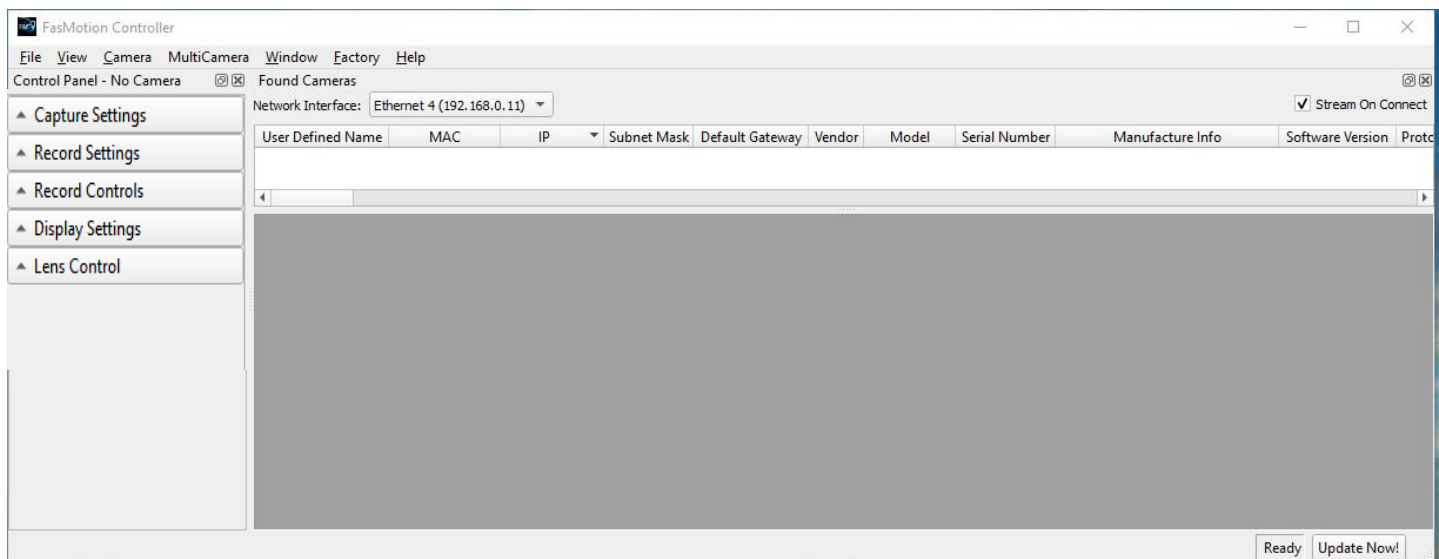 FasMotion Controller
File View Camera MultiCamera Window Factory Help
Control Panel - No Camera
Found Cameras
Network Interface: Ethernet 4 (192.168.0.11)
Stream On Connect
User Defined Name MAC IP Subnet Mask Default Gateway Vendor Model Serial Number Manufacture Info Software Version Protc
Capture Settings
Record Settings
Record Controls
Display Settings
Lens Control
Ready Update Now!